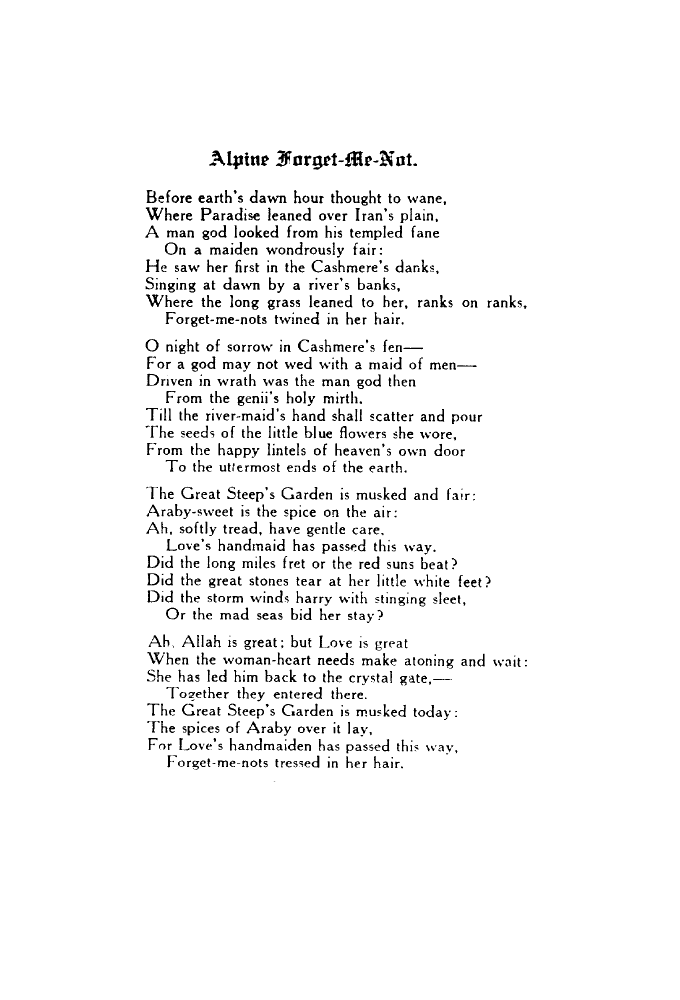 Alpine Forget-Me-Not.
Before earth's dawn hour thought to wane,
Where Paradise leaned over Iran's plain,
A man god looked from his templed fane
On a maiden wondrously fair:
He saw her first in the Cashmere's danks,
Singing at dawn by a river's banks,
Where the long grass leaned to her, ranks on ranks,
Forget-me-nots twined in her hair.
O night of sorrow in Cashmere's fen—
For a god may not wed with a maid of men—
Driven in wrath was the man god then
From the genii's holy mirth.
Till the river-maid's hand shall scatter and pour
The seeds of the little blue flowers she wore,
From the happy lintels of heaven's own door
To the uttermost ends of the earth.
The Great Steep's Garden is musked and fair:
Araby-sweet is the spice on the air:
Ah, softly tread, have gentle care,
Love's handmaid has passed this way.
Did the long miles fret or the red suns beat?
Did the great stones tear at her little white feet?
Did the storm winds harry with stinging sleet,
Or the mad seas bid her stay?
Ah, Allah is great; but Love is great
When the woman-heart needs make atoning and wait:
She has led him back to the crystal gate,—
Together they entered there.
The Great Steep's Garden is musked today:
The spices of Araby over it lay,
For Love's handmaiden has passed this way,
Forget-me-nots tressed in her hair.